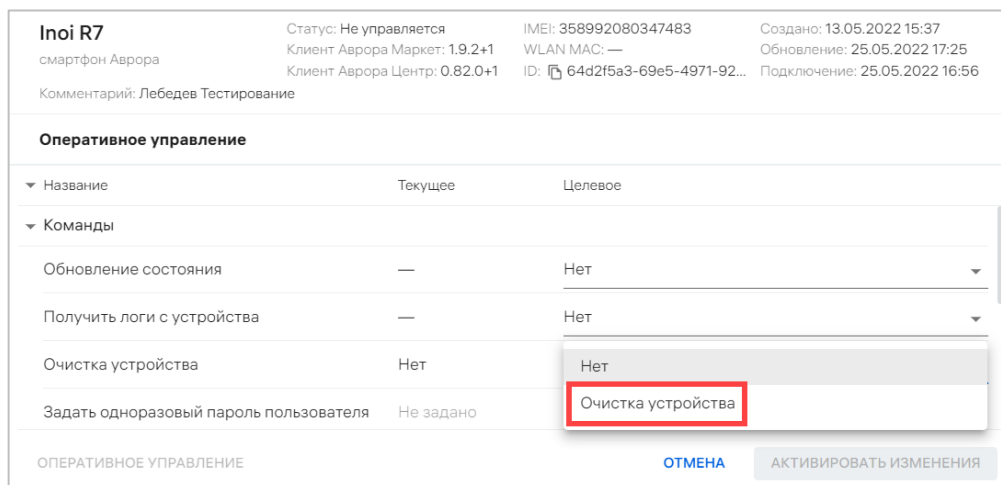 Inoi R7
смартфон Аврора
Статус: Не управляется
Клиент Аврора Маркет: 1.9.2+1
Клиент Аврора Центр: 0.82.0+1
IMEI: 358992080347483
WLAN MAC: —
ID: 64d2f5a3-69e5-4971-92...
Создано: 13.05.2022 15:37
Обновление: 25.05.2022 17:25
Подключение: 25.05.2022 16:56
Комментарий: Лебедев Тестирование
Оперативное управление
Название Текущее Целевое
Команды
Обновление состояния — Нет
Получить логи с устройства — Нет
Очистка устройства Нет Нет
Очистка устройства
Задать одноразовый пароль пользователя Не задано
ОПЕРАТИВНОЕ УПРАВЛЕНИЕ ОТМЕНА АКТИВИРОВАТЬ ИЗМЕНЕНИЯ